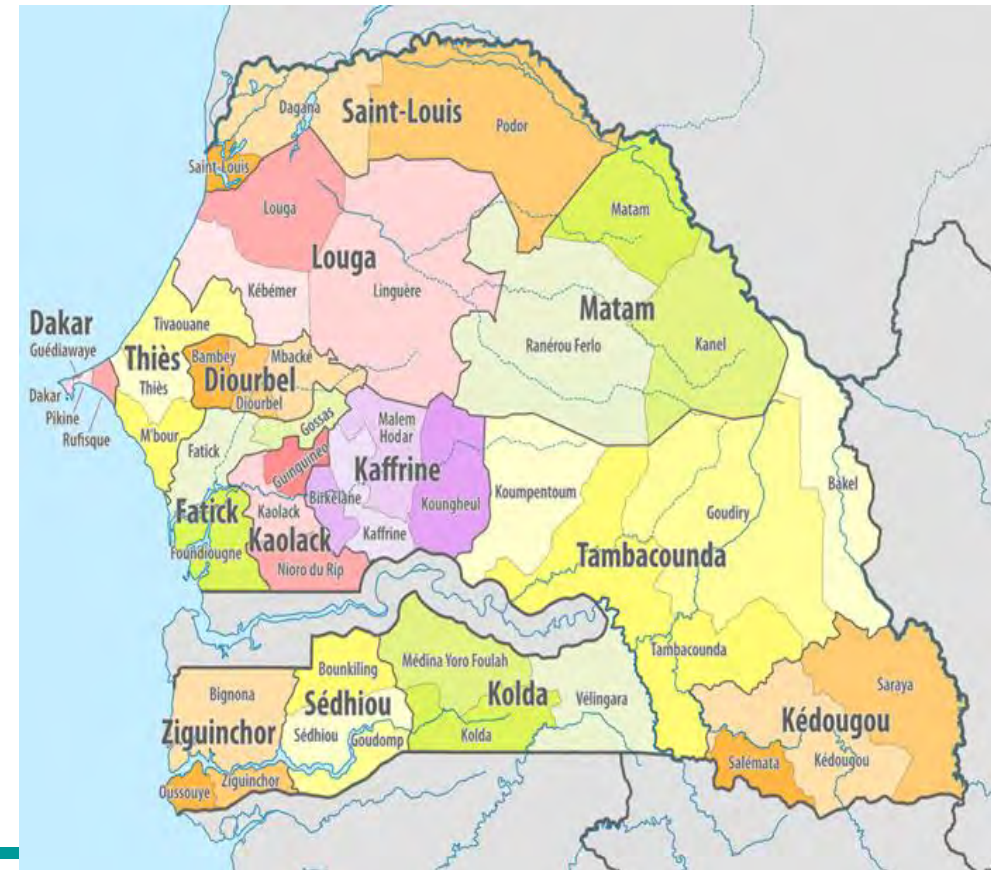 Saint-Louis
Dagana
Podor
Saint-Louis
Louga
Matam
Louga
Kébémer
Linguère
Matam
Ranérou Ferlo
Kanel
Dakar
Guédiawaye
Dakar
Pikine
Rufisque
Tivaouane
Thiès
Thiès
M'bour
Bambey
Mbacké
Diourbel
Diourbel
Fatick
Gossas
Guinguinéo
Malem
Hodar
Kaffrine
Birkelane
Koungheul
Kaffrine
Koumpentoum
Bakel
Goudiry
Fatick
Foundiougne
Kaolack
Kaolack
Nioro du Rip
Tambacounda
Tambacounda
Bounkiling
Médina Yoro Foulah
Bignona
Sédhiou
Kolda
Vélingara
Saraya
Ziguinchor
Sédhiou
Goudomp
Kolda
Kédougou
Salémata
Kédougou
Oussouye
Ziguinchor